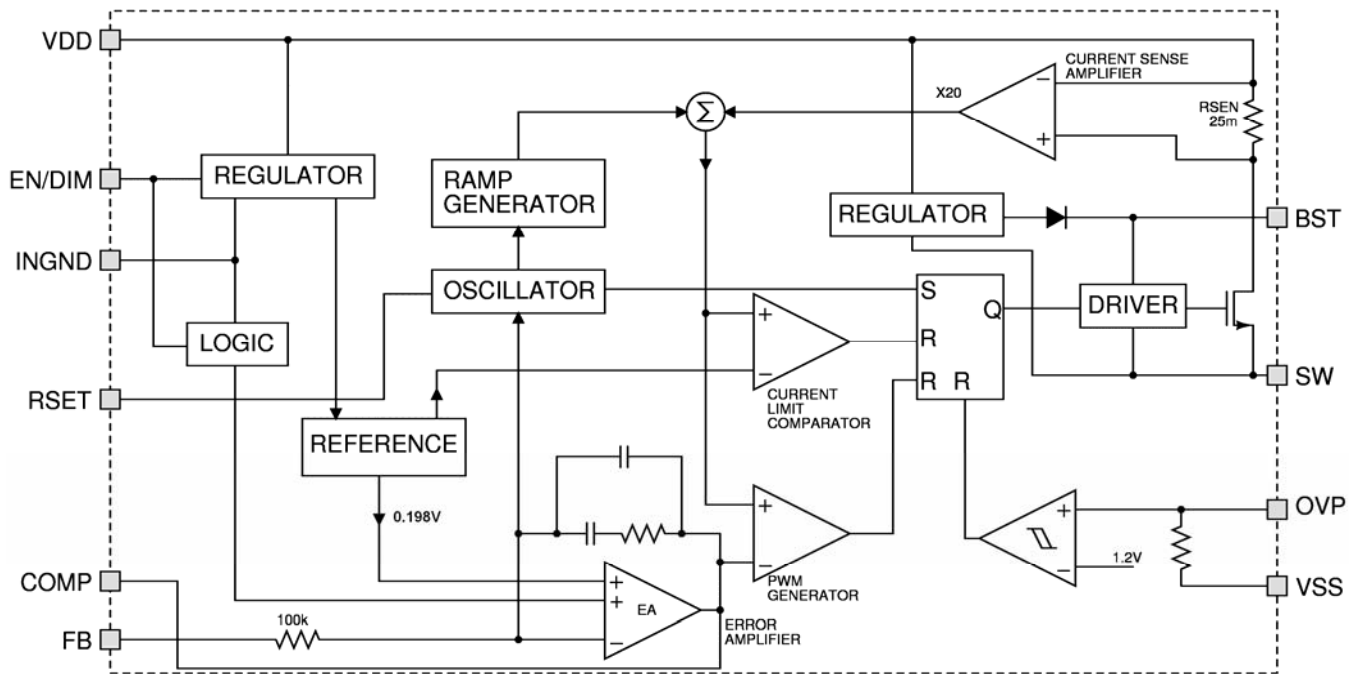 VDD
CURRENT SENSE
AMPLIFIER
X20
Σ
RSEN
25m
EN/DIM
REGULATOR
RAMP
GENERATOR
REGULATOR
BST
INGND
OSCILLATOR
S
Q
DRIVER
LOGIC
+
R
−
R
R
SW
RSET
CURRENT
LIMIT
COMPARATOR
REFERENCE
0.198V
+
−
PWM
GENERATOR
+
−
1.2V
OVP
VSS
COMP
+
+
EA
−
ERROR
AMPLIFIER
100k
FB
−
+